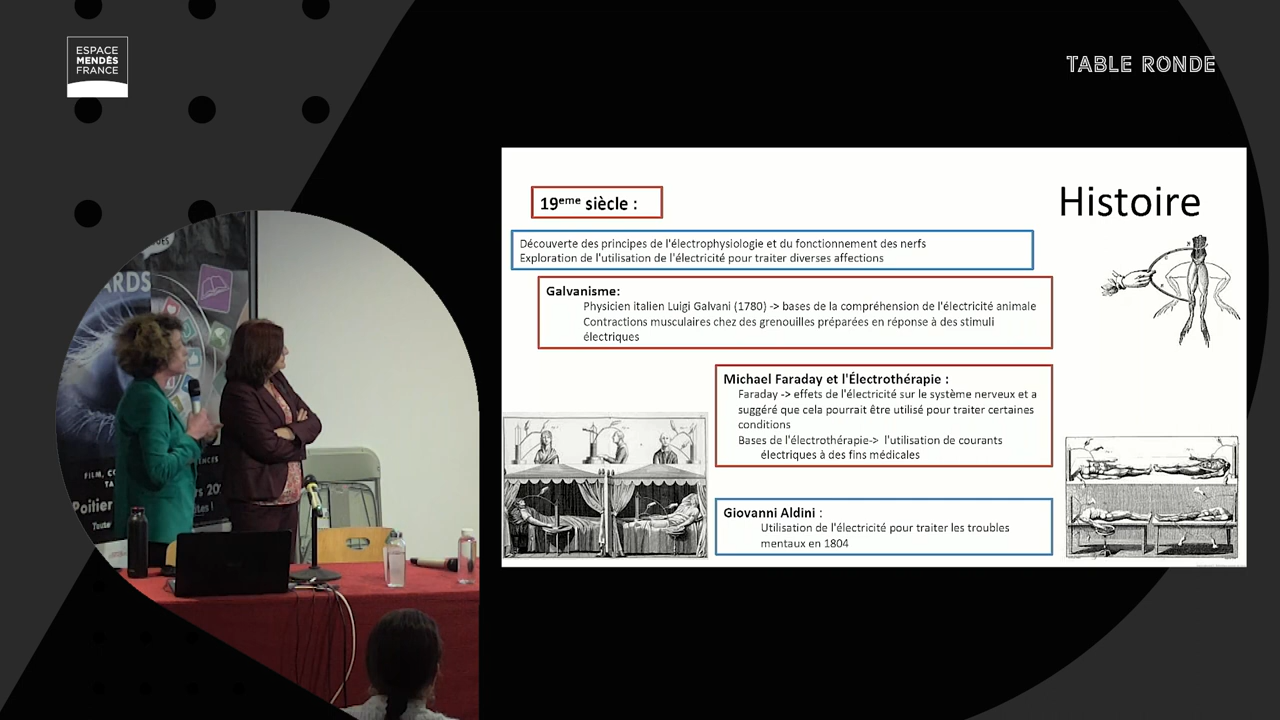 ESPACE
MENDÈS
FRANCE
TABLE RONDE
Histoire
19eme siècle :
Découverte des principes de l'électrophysiologie et du fonctionnement des nerfs
Exploration de l'utilisation de l'électricité pour traiter diverses affections
Galvanisme:
Physicien italien Luigi Galvani (1780) -> bases de la compréhension de l'électricité animale
Contractions musculaires chez des grenouilles préparées en réponse à des stimuli
électriques
Michael Faraday et l'Électrothérapie :
Faraday -> effets de l'électricité sur le système nerveux et a
suggéré que cela pourrait être utilisé pour traiter certaines
conditions
Bases de l'électrothérapie-> l'utilisation de courants
électriques à des fins médicales
Giovanni Aldini :
Utilisation de l'électricité pour traiter les troubles
mentaux en 1804
ARDS
FILM, CO
Poitier
Toute